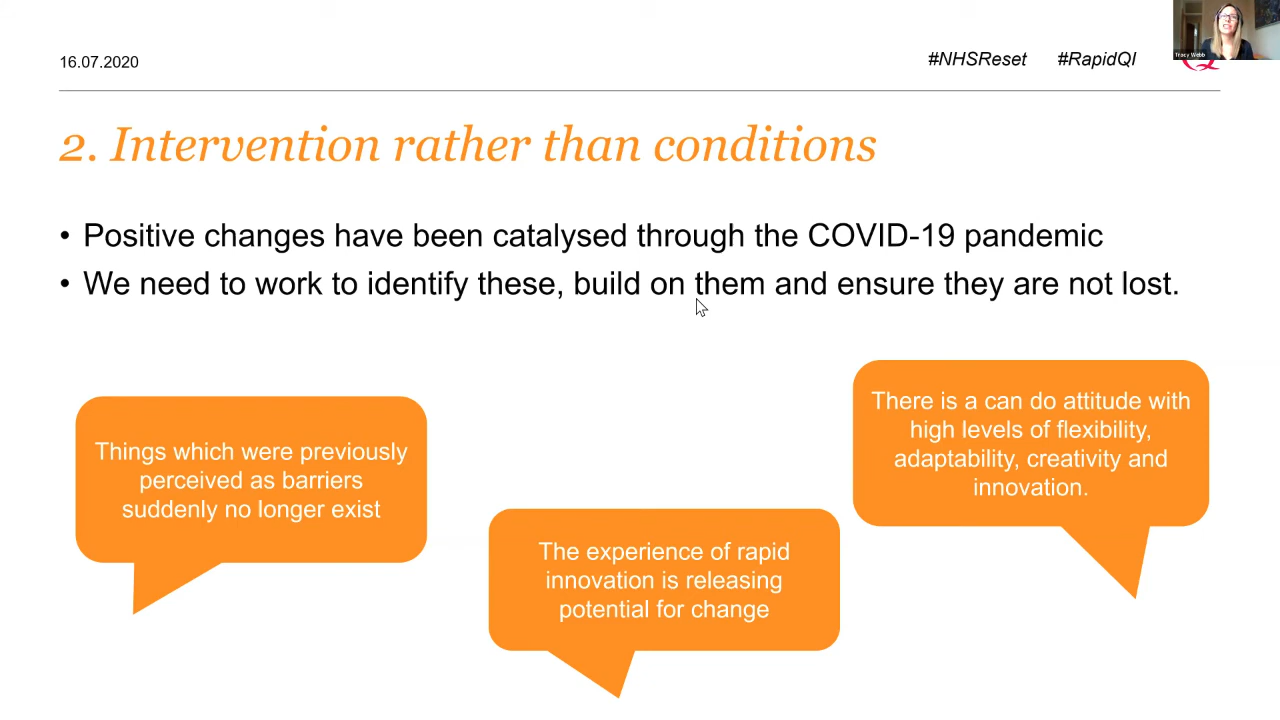 16.07.2020
#NHSReset #RapidQI
Tracy Webb
2. Intervention rather than conditions
• Positive changes have been catalysed through the COVID-19 pandemic
• We need to work to identify these, build on them and ensure they are not lost.
Things which were previously
perceived as barriers
suddenly no longer exist
The experience of rapid
innovation is releasing
potential for change
There is a can do attitude with
high levels of flexibility,
adaptability, creativity and
innovation.